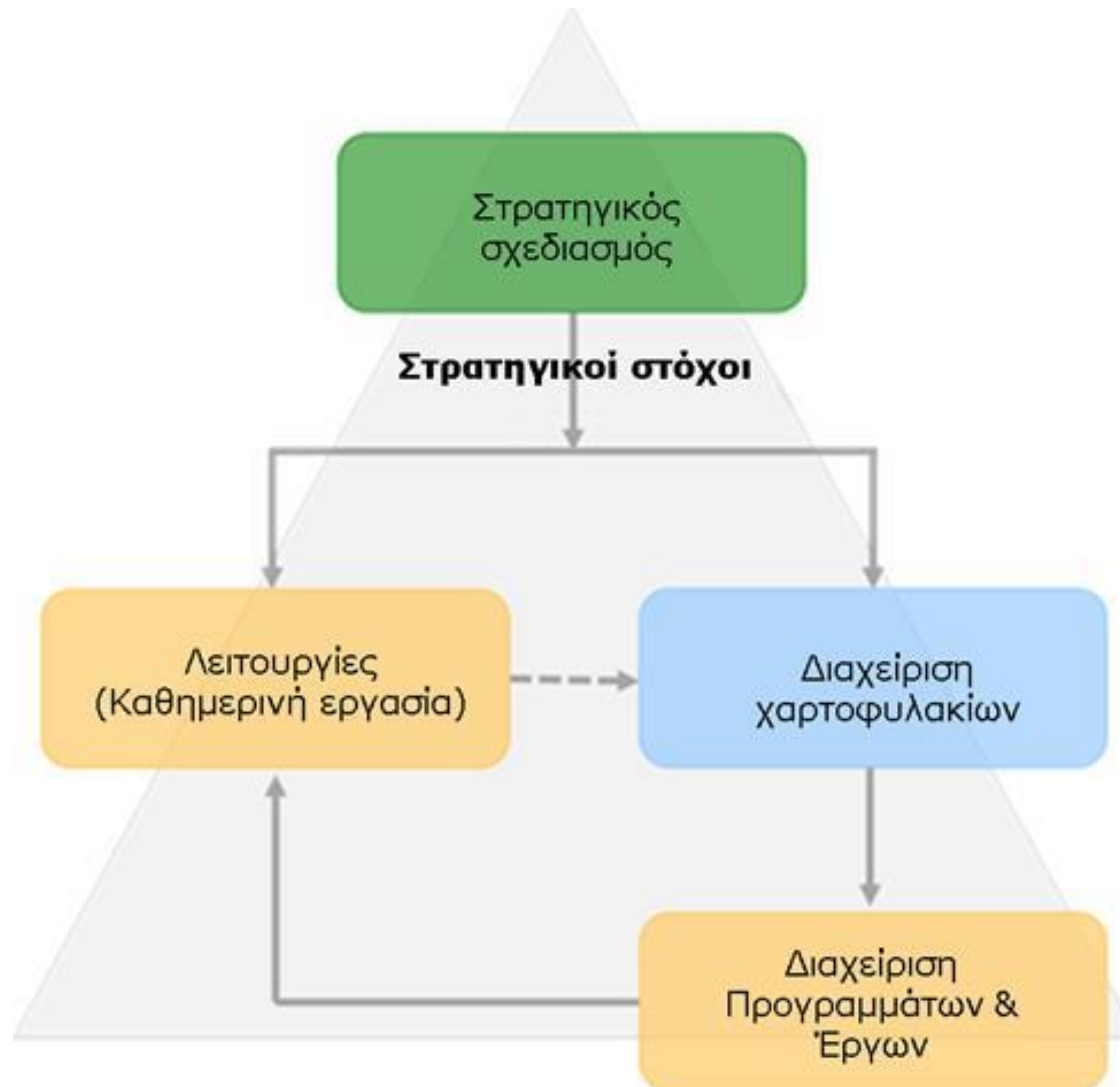 Στρατηγικός
σχεδιασμός
Στρατηγικοί στόχοι
Λειτουργίες
(Καθημερινή εργασία)
Διαχείριση
χαρτοφυλακίων
Διαχείριση
Προγραμμάτων &
Έργων